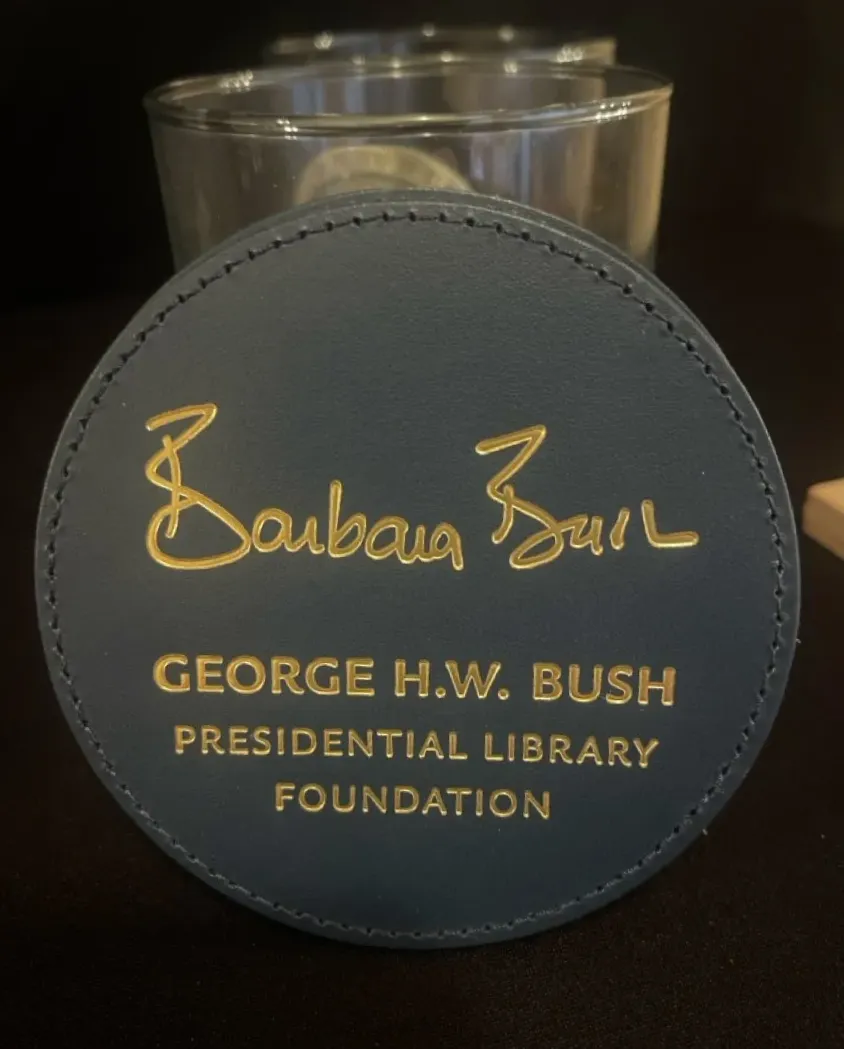 Barbara Bush
GEORGE H.W. BUSH
PRESIDENTIAL LIBRARY
FOUNDATION